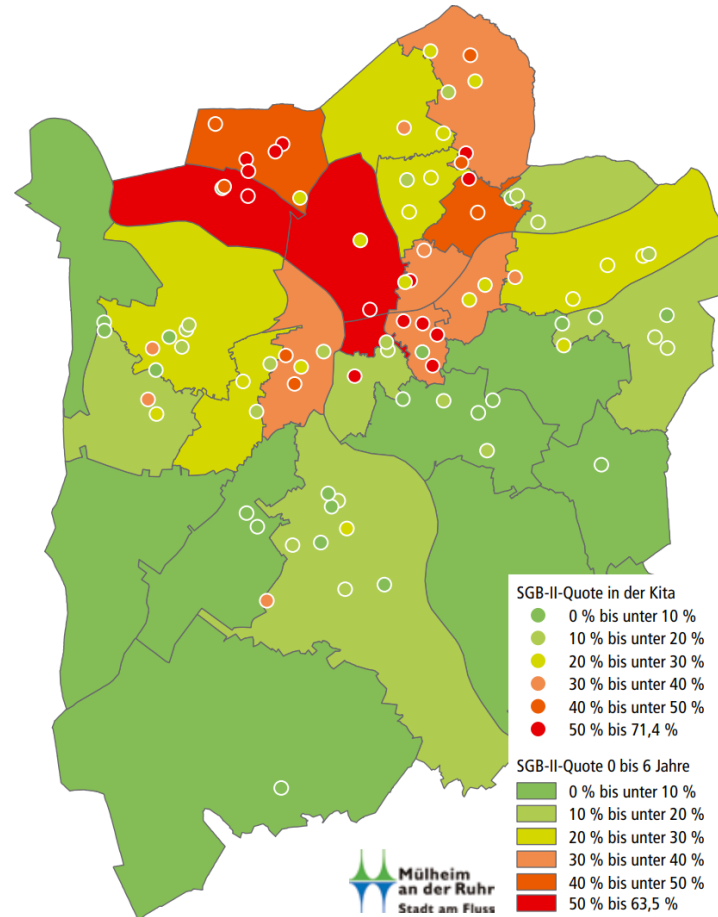 SGB-II-Quote in der Kita
0 % bis unter 10 %
10 % bis unter 20 %
20 % bis unter 30 %
30 % bis unter 40 %
40 % bis unter 50 %
50 % bis 71,4 %
SGB-II-Quote 0 bis 6 Jahre
0 % bis unter 10 %
10 % bis unter 20 %
20 % bis unter 30 %
30 % bis unter 40 %
40 % bis unter 50 %
50 % bis 63,5 %
Mülheim
an der Ruhr
Stadt am Fluss